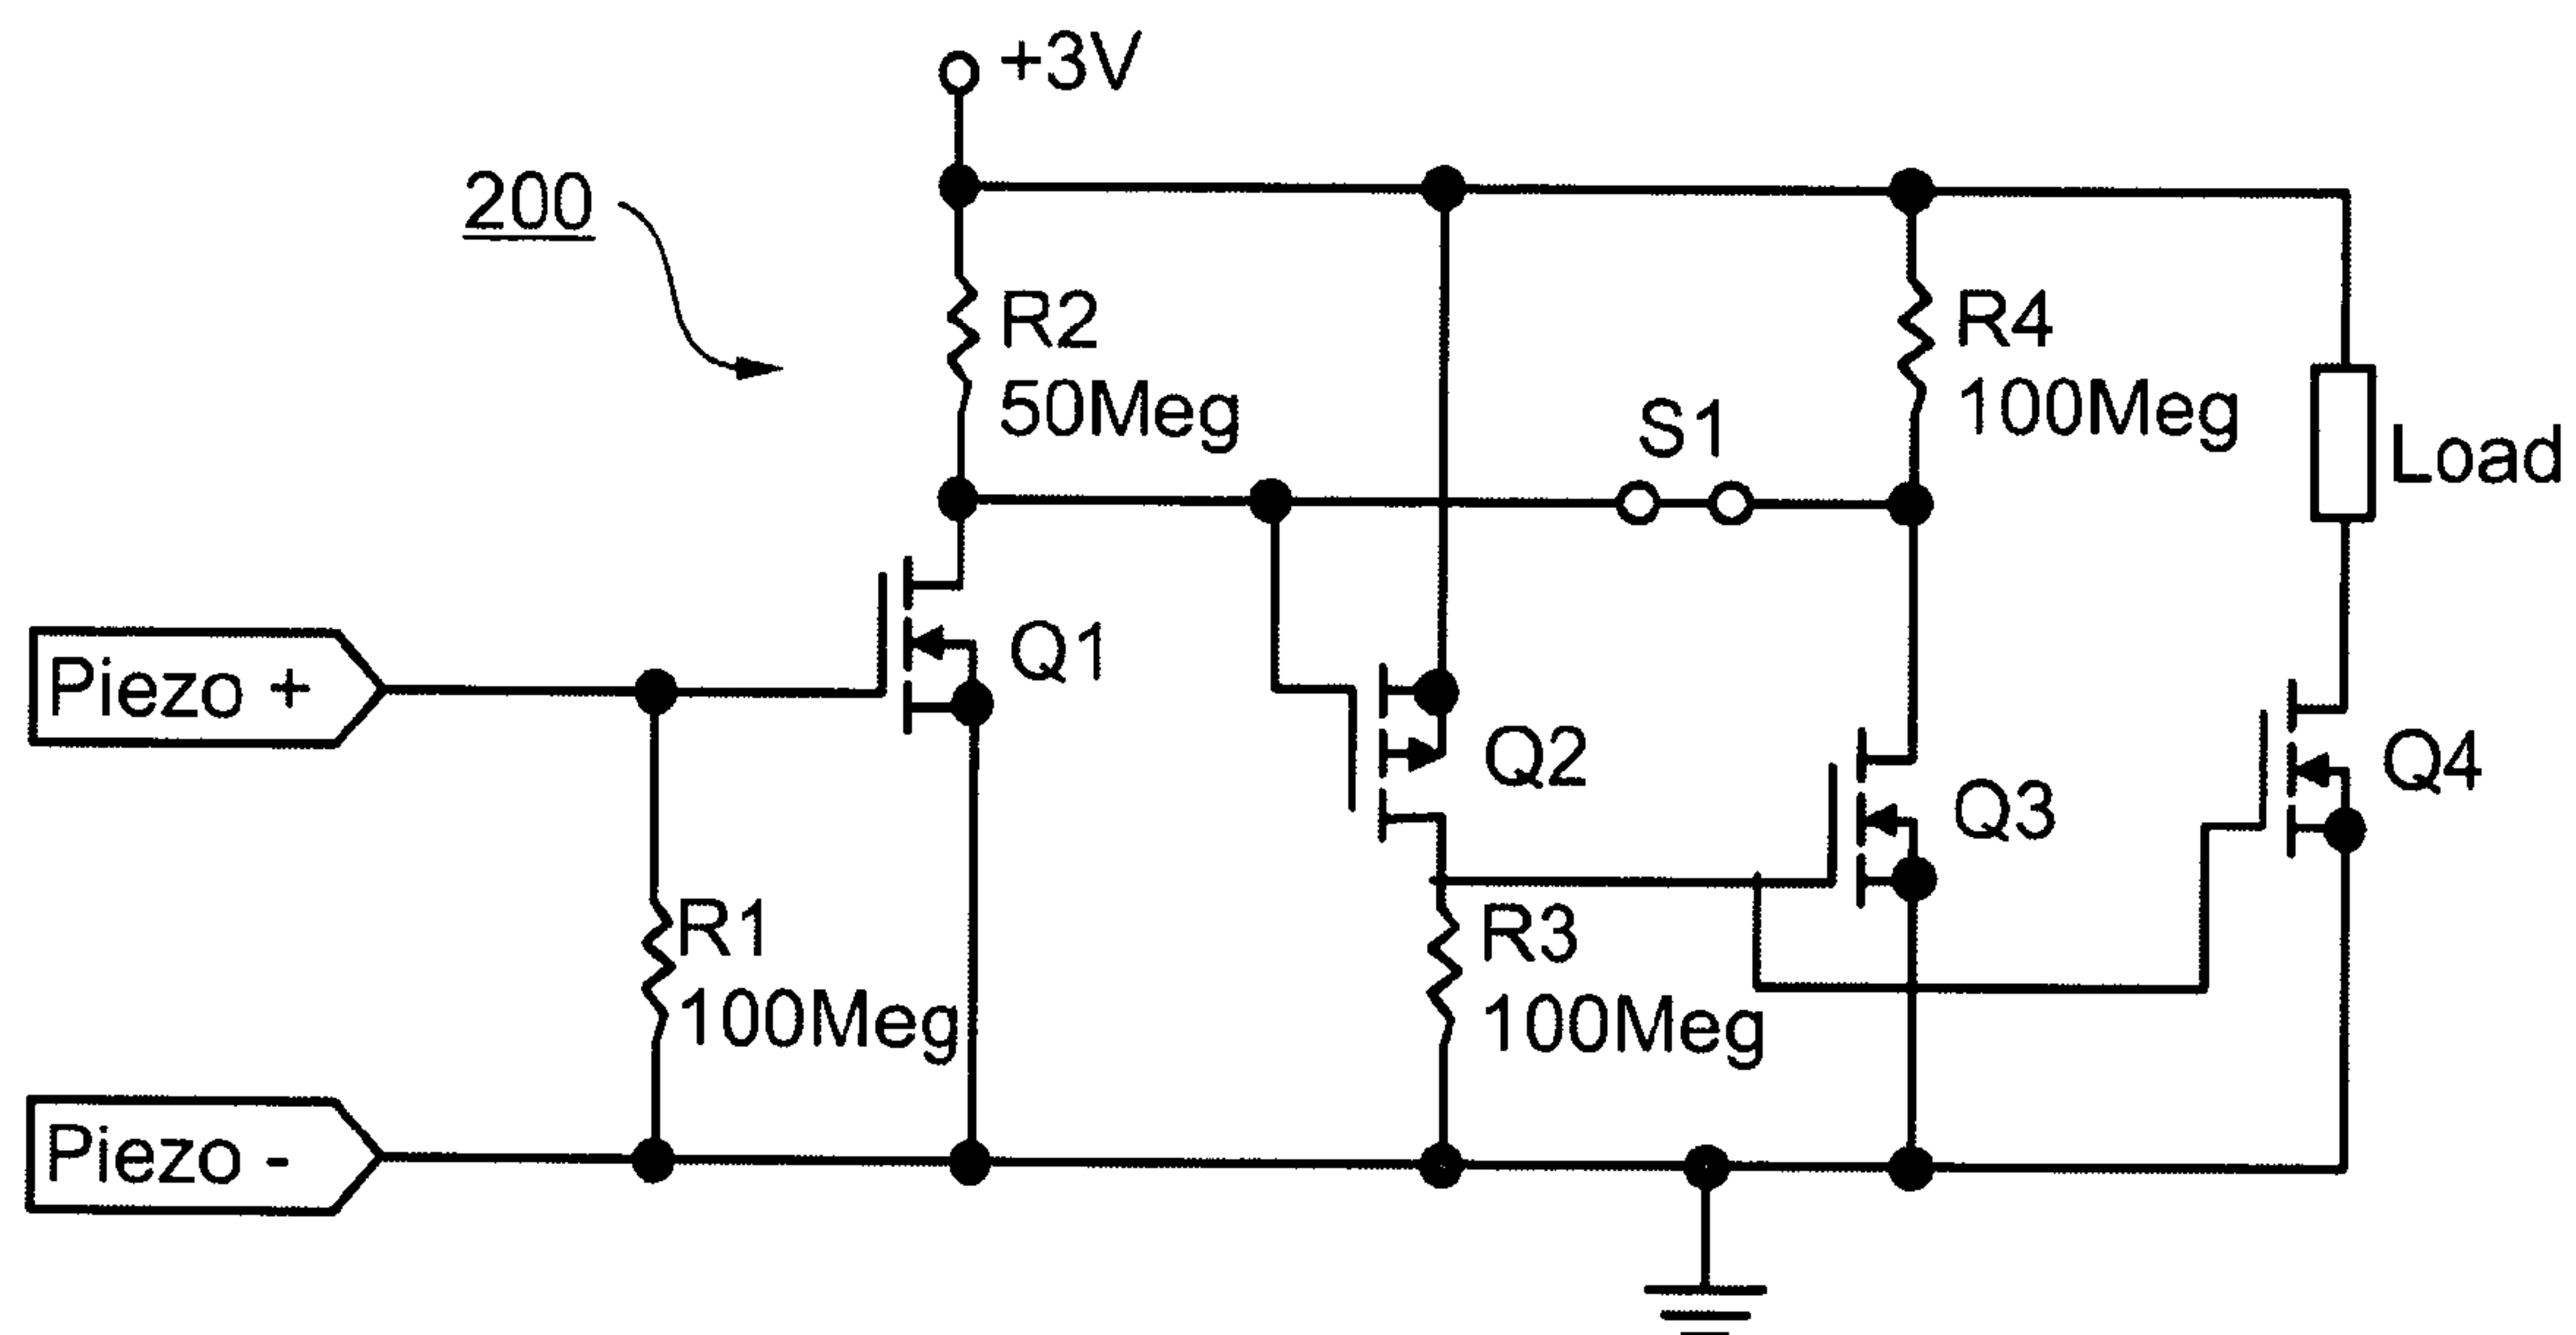 +3V
200
R2
50Meg
R4
100Meg
S1
Load
Piezo +
Q1
Q2
Q3
Q4
R1
100Meg
R3
100Meg
Piezo -